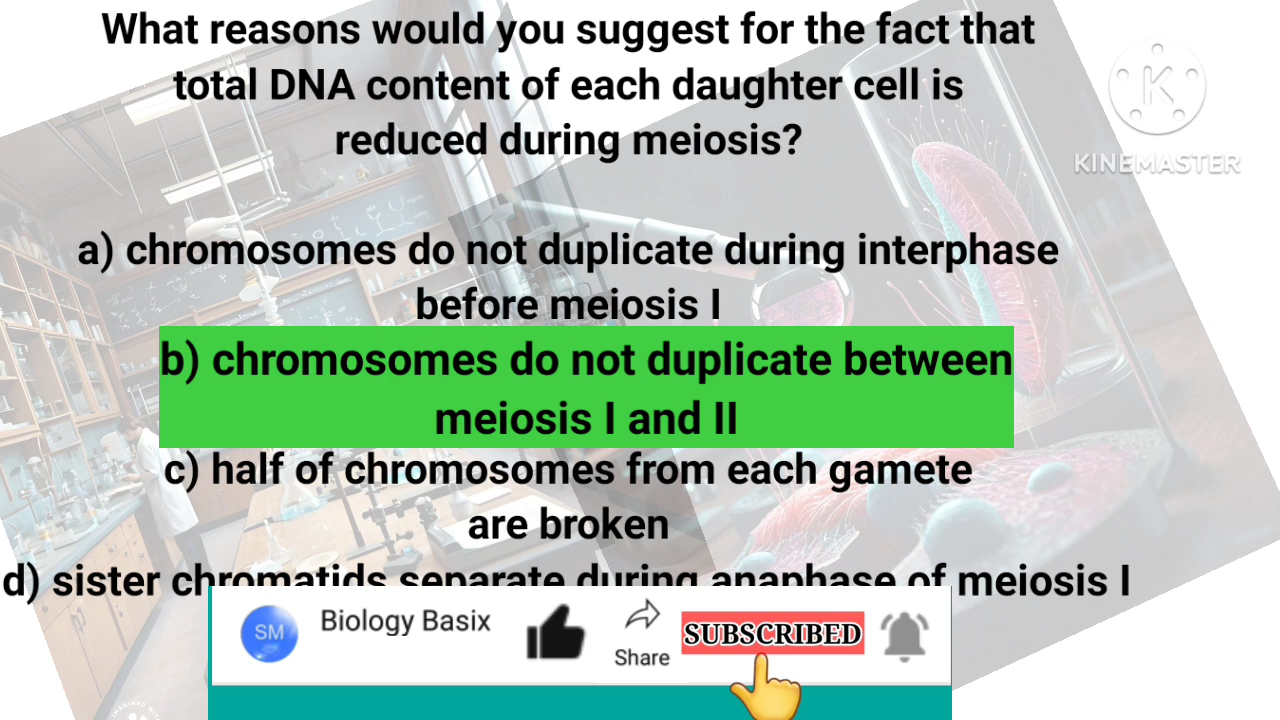 What reasons would you suggest for the fact that
total DNA content of each daughter cell is
reduced during meiosis?
K
KINEMASTER
a) chromosomes do not duplicate during interphase
before meiosis I
b) chromosomes do not duplicate between
meiosis I and II
c) half of chromosomes from each gamete
are broken
d) sister chromatids separate during anaphase of meiosis I
SM
Biology Basix
Share
SUBSCRIBED